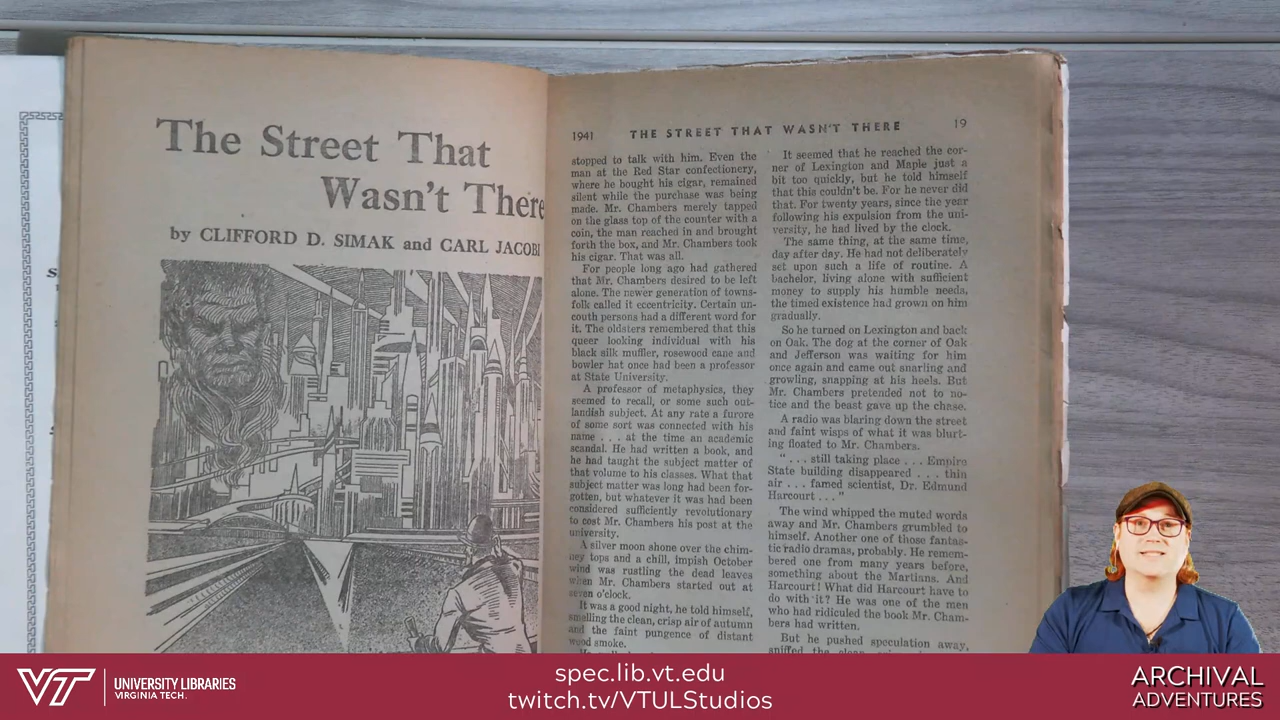 The Street That
Wasn't There
by CLIFFORD D. SIMAK and CARL JACOBI
1941 THE STREET THAT WASN'T THERE 19
stopped to talk with him. Even the
man at the Red Star confectionery,
where he bought his cigar, remained
silent while the purchase was being
made. Mr. Chambers merely tapped
on the glass top of the counter with a
coin, the man reached in and brought
forth the box, and Mr. Chambers took
his cigar. That was all.
For people long ago had gathered
that Mr. Chambers desired to be left
alone. The newer generation of towns-
folk called it eccentricity. Certain un-
couth persons had a different word for
it. The oldsters remembered that this
queer looking individual with his
black silk muffler, rosewood cane and
bowler hat once had been a professor
at State University.
A professor of metaphysics, they
seemed to recall, or some such out-
landish subject. At any rate a furore
of some sort was connected with his
name . . . at the time an academic
scandal. He had written a book, and
he had taught the subject matter of
that volume to his classes. What that
subject matter was had long been for-
gotten, but whatever it was had been
considered sufficiently revolutionary
to cost Mr. Chambers his post at the
university.
A silver moon shone over the chim-
ney tops and a chill, impish October
wind was rustling the dead leaves
when Mr. Chambers started out at
seven o'clock.
It was a good night, he told himself,
smelling the clean, crisp air of autumn
and the faint pungence of distant
wood smoke.
It seemed that he reached the cor-
ner of Lexington and Maple just a
bit too quickly, but he told himself
that this couldn't be. For he never did
that. For twenty years, since the year
following his expulsion from the uni-
versity, he had lived by the clock.
The same thing, at the same time,
day after day. He had not deliberately
set upon such a life of routine. A
bachelor, living alone with sufficient
money to supply his humble needs,
the timed existence had grown on him
gradually.
So he turned on Lexington and back
on Oak. The dog at the corner of Oak
and Jefferson was waiting for him
once again and came out snarling and
growling, snapping at his heels. But
Mr. Chambers pretended not to no-
tice and the beast gave up the chase.
A radio was blaring down the street
and faint wisps of what it was blurt-
ing floated to Mr. Chambers.
". . . still taking place . . . Empire
State building disappeared . . . thin
air . . . famed scientist, Dr. Edmund
Harcourt . . ."
The wind whipped the muted words
away and Mr. Chambers grumbled to
himself. Another one of those fantas-
tic radio dramas, probably. He remem-
bered one from many years before,
something about the Martians. And
Harcourt! What did Harcourt have to
do with it? He was one of the men
who had ridiculed the book Mr. Cham-
bers had written.
But he pushed speculation away,
sniffed the clean
VT UNIVERSITY LIBRARIES
VIRGINIA TECH.
spec.lib.vt.edu
twitch.tv/VTULStudios
ARCHIVAL
ADVENTURES